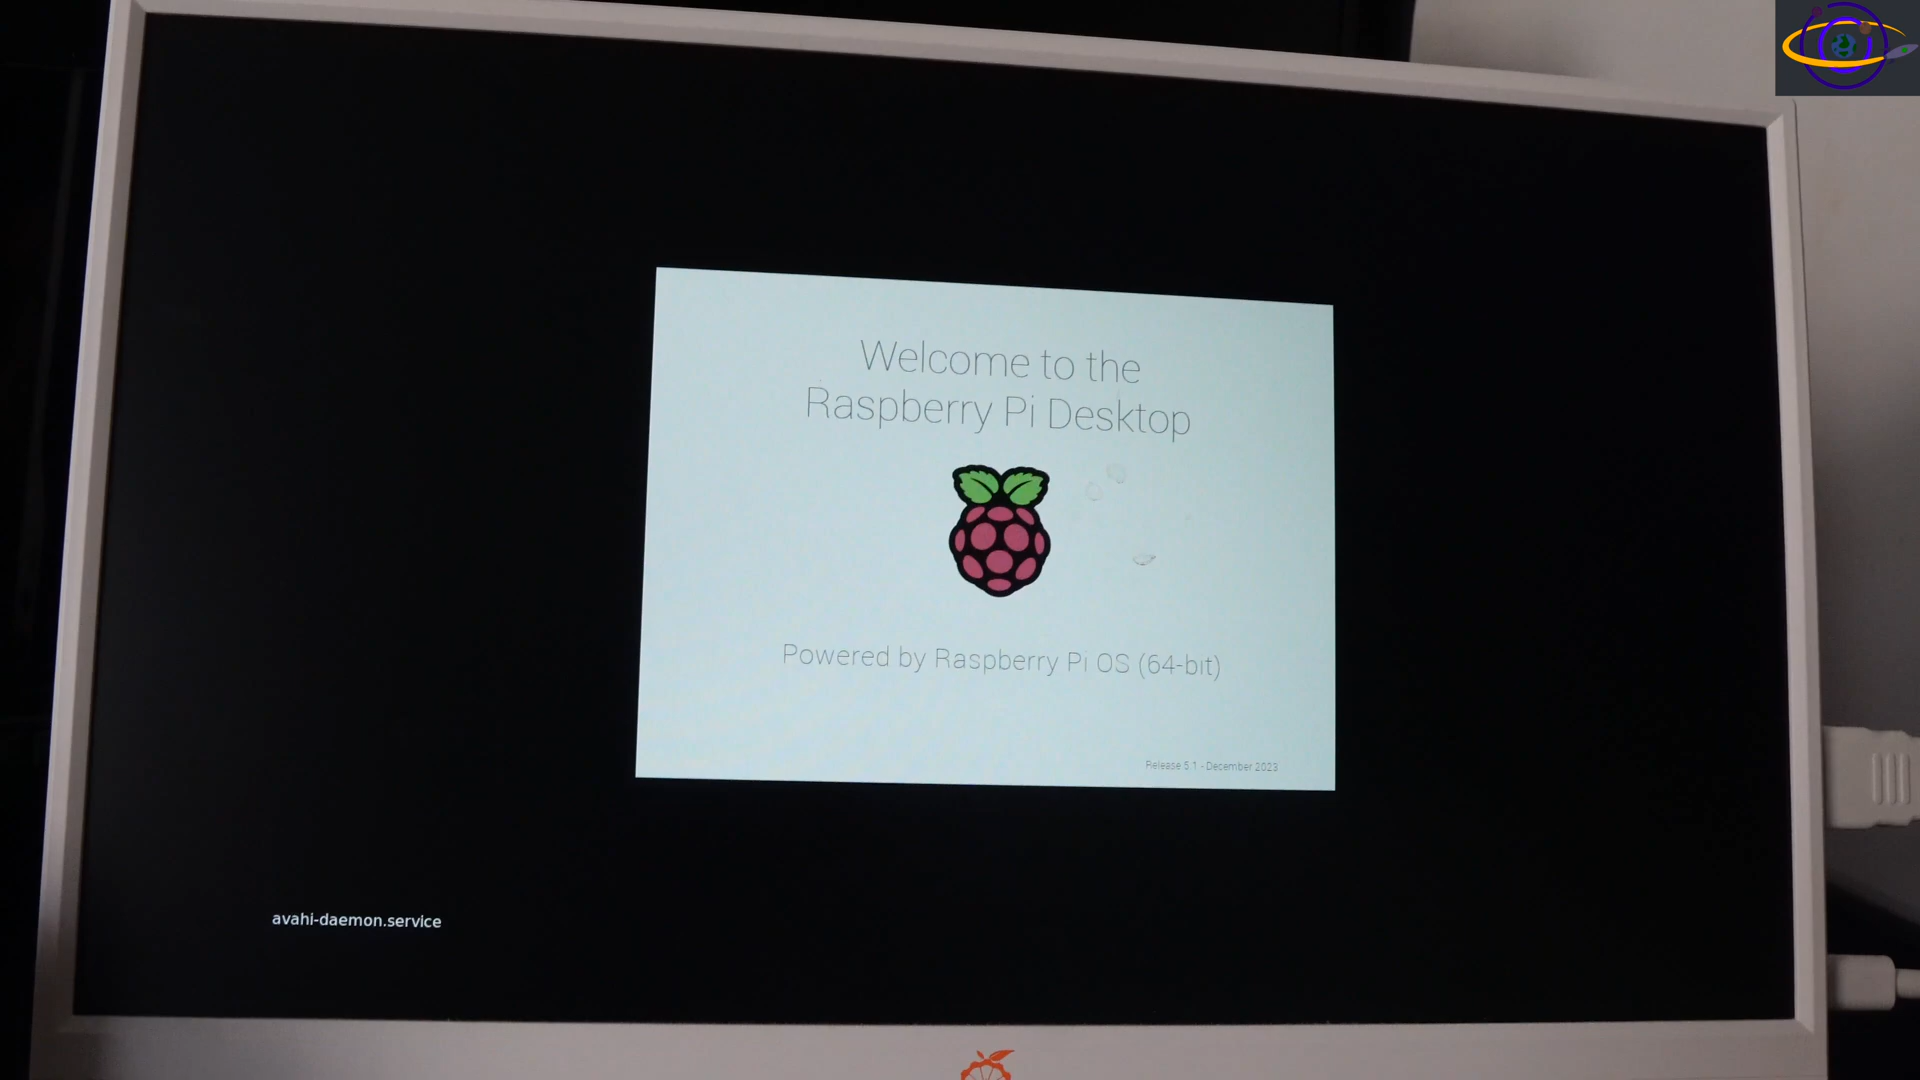 Welcome to the
Raspberry Pi Desktop
Powered by Raspberry Pi OS (64-bit)
Release 5.1 - December 2023
avahi-daemon.service